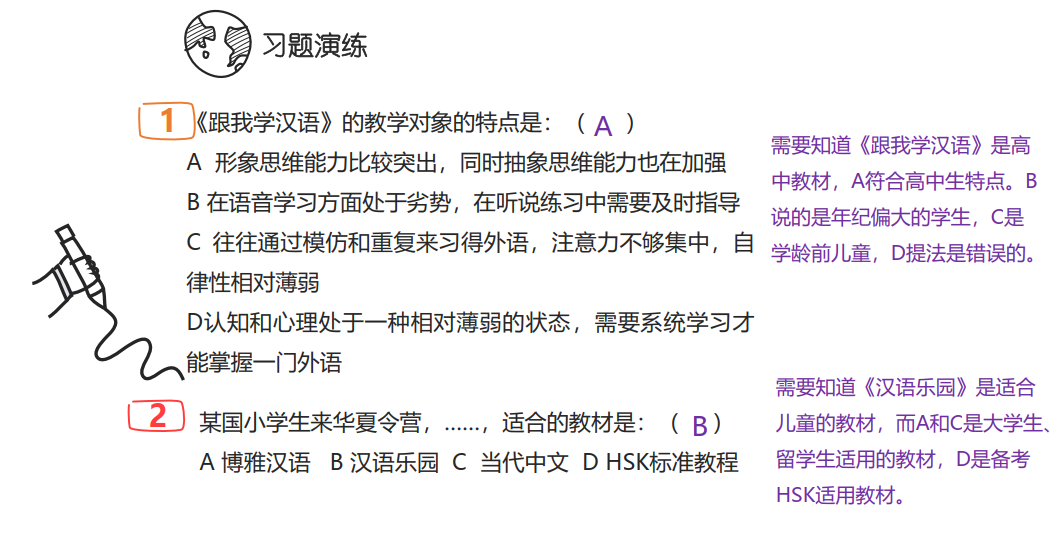 习题演练
1 《跟我学汉语》的教学对象的特点是：（ A ）
A 形象思维能力比较突出，同时抽象思维能力也在加强
B 在语音学习方面处于劣势，在听说练习中需要及时指导
C 往往通过模仿和重复来习得外语，注意力不够集中，自
律性相对薄弱
D认知和心理处于一种相对薄弱的状态，需要系统学习才
能掌握一门外语
需要知道《跟我学汉语》是高
中教材，A符合高中生特点。B
说的是年纪偏大的学生，C是
学龄前儿童，D提法是错误的。
2 某国小学生来华夏令营，……，适合的教材是：（ B ）
A 博雅汉语 B 汉语乐园 C 当代中文 D HSK标准教程
需要知道《汉语乐园》是适合
儿童的教材，而A和C是大学生、
留学生适用的教材，D是备考
HSK适用教材。